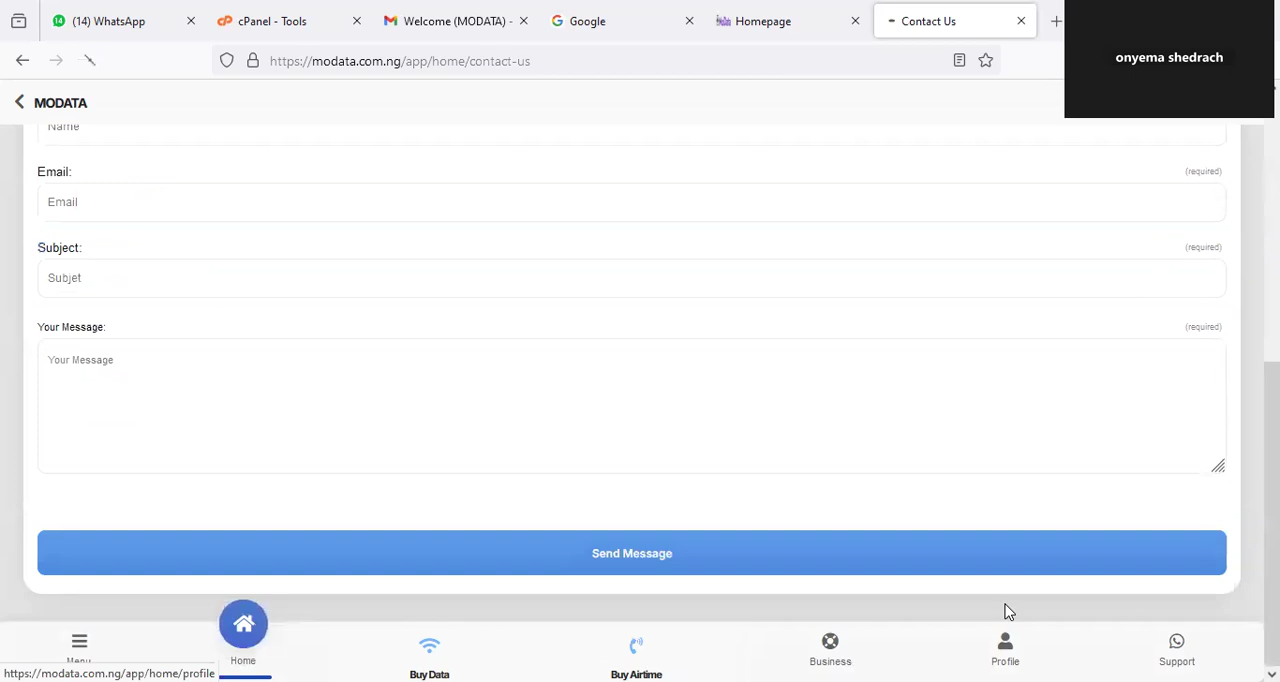 (14) WhatsApp
cPanel - Tools
Welcome (MODATA) -
Google
Homepage
Contact Us
onyema shedrach
https://modata.com.ng/app/home/contact-us
MODATA
Name
Email:
(required)
Email
Subject:
(required)
Subjet
Your Message:
(required)
Your Message
Send Message
Menu
Home
Buy Data
Buy Airtime
Business
Profile
Support
https://modata.com.ng/app/home/profile